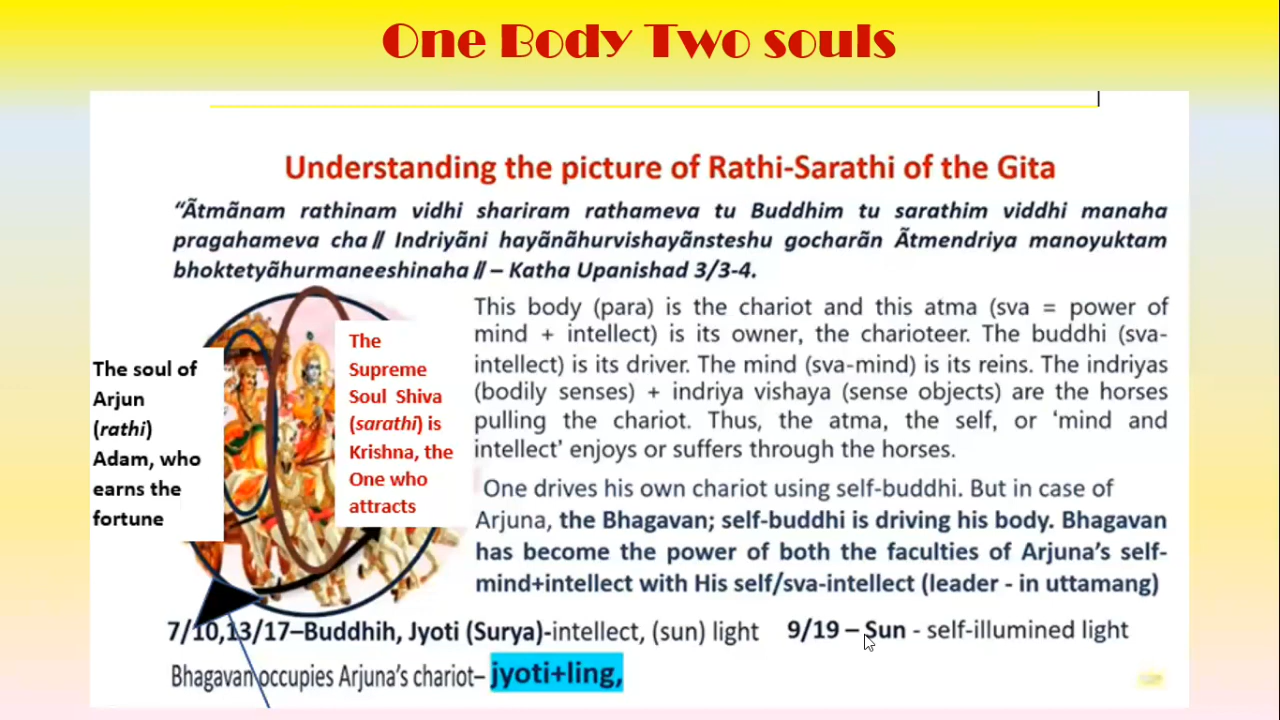 One Body Two souls
Understanding the picture of Rathi-Sarathi of the Gita
“Ãtmãnam rathinam vidhi shariram rathameva tu Buddhim tu sarathim viddhi manaha
pragahameva cha ǁ Indriyãni hayãnãhurvishayãnsteshu gocharãn Ãtmendriya manoyuktam
bhoktetyãhurmaneeshinaha ǁ – Katha Upanishad 3/3-4.
The soul of
Arjun
(rathi)
Adam, who
earns the
fortune
The
Supreme
Soul Shiva
(sarathi) is
Krishna, the
One who
attracts
This body (para) is the chariot and this atma (sva = power of
mind + intellect) is its owner, the charioteer. The buddhi (sva-
intellect) is its driver. The mind (sva-mind) is its reins. The indriyas
(bodily senses) + indriya vishaya (sense objects) are the horses
pulling the chariot. Thus, the atma, the self, or ‘mind and
intellect’ enjoys or suffers through the horses.
One drives his own chariot using self-buddhi. But in case of
Arjuna, the Bhagavan; self-buddhi is driving his body. Bhagavan
has become the power of both the faculties of Arjuna’s self-
mind+intellect with His self/sva-intellect (leader - in uttamang)
7/10,13/17–Buddhih, Jyoti (Surya)-intellect, (sun) light 9/19 – Sun - self-illumined light
Bhagavan occupies Arjuna’s chariot– jyoti+ling,